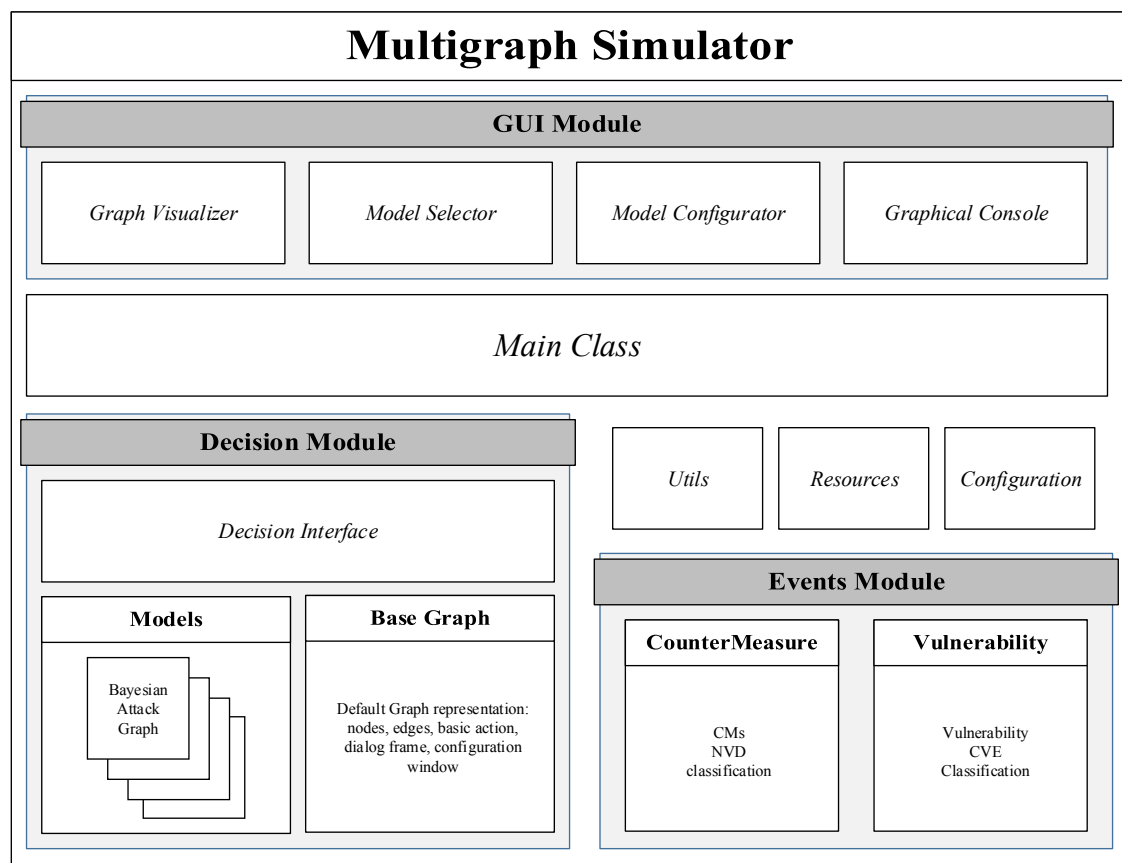 Multigraph Simulator
GUI Module
Graph Visualizer
Model Selector
Model Configurator
Graphical Console
Main Class
Decision Module
Decision Interface
Models
Bayesian
Attack
Graph
Base Graph
Default Graph representation:
nodes, edges, basic action,
dialog frame, configuration
window
Utils
Resources
Configuration
Events Module
CounterMeasure
CMs
NVD
classification
Vulnerability
Vulnerability
CVE
Classification